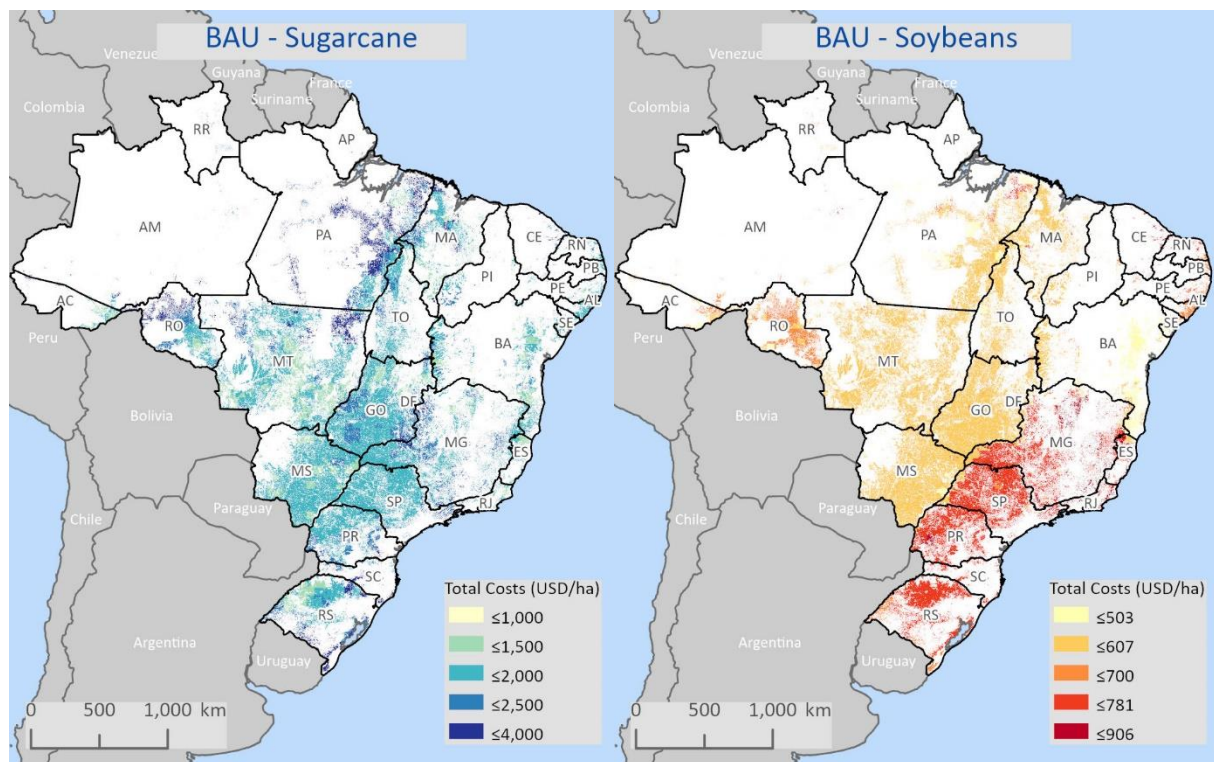 BAU - Sugarcane
Venezuel
Guyana
Suriname
France
Colombia
RR
AP
AM
PA
MA
CE
RN
PB
PE
AL
SE
PI
AC
RO
TO
BA
Peru
MT
Bolivia
GO
DF
MG
ES
MS
SP
RJ
Paraguay
Chile
PR
SC
RS
Argentina
Uruguay
Total Costs (USD/ha)
≤1,000
≤1,500
≤2,000
≤2,500
≤4,000
0 500 1,000 km
BAU - Soybeans
Venezuel
Guyana
Suriname
France
Colombia
RR
AP
AM
PA
MA
CE
RN
PB
PE
AL
SE
PI
AC
RO
TO
BA
Peru
MT
Bolivia
GO
DF
MG
ES
MS
SP
RJ
Paraguay
Chile
PR
SC
RS
Argentina
Uruguay
Total Costs (USD/ha)
≤503
≤607
≤700
≤781
≤906
0 500 1,000 km